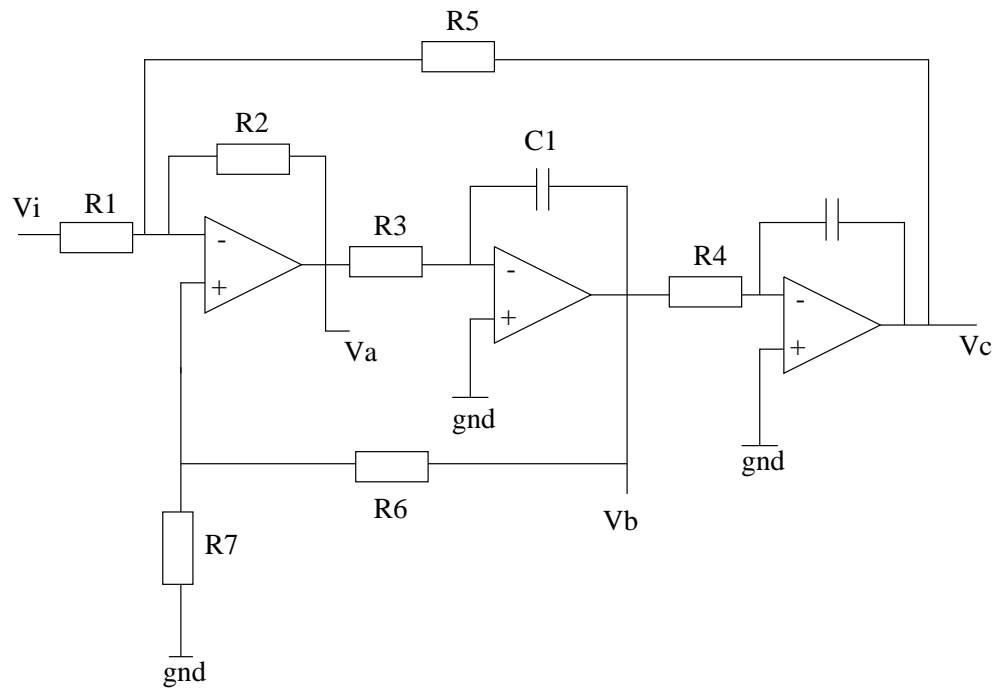 R5
R2
C1
Vi
R1
R3
R4
-
+
-
+
-
+
Va
Vc
gnd
gnd
R6
Vb
R7
gnd